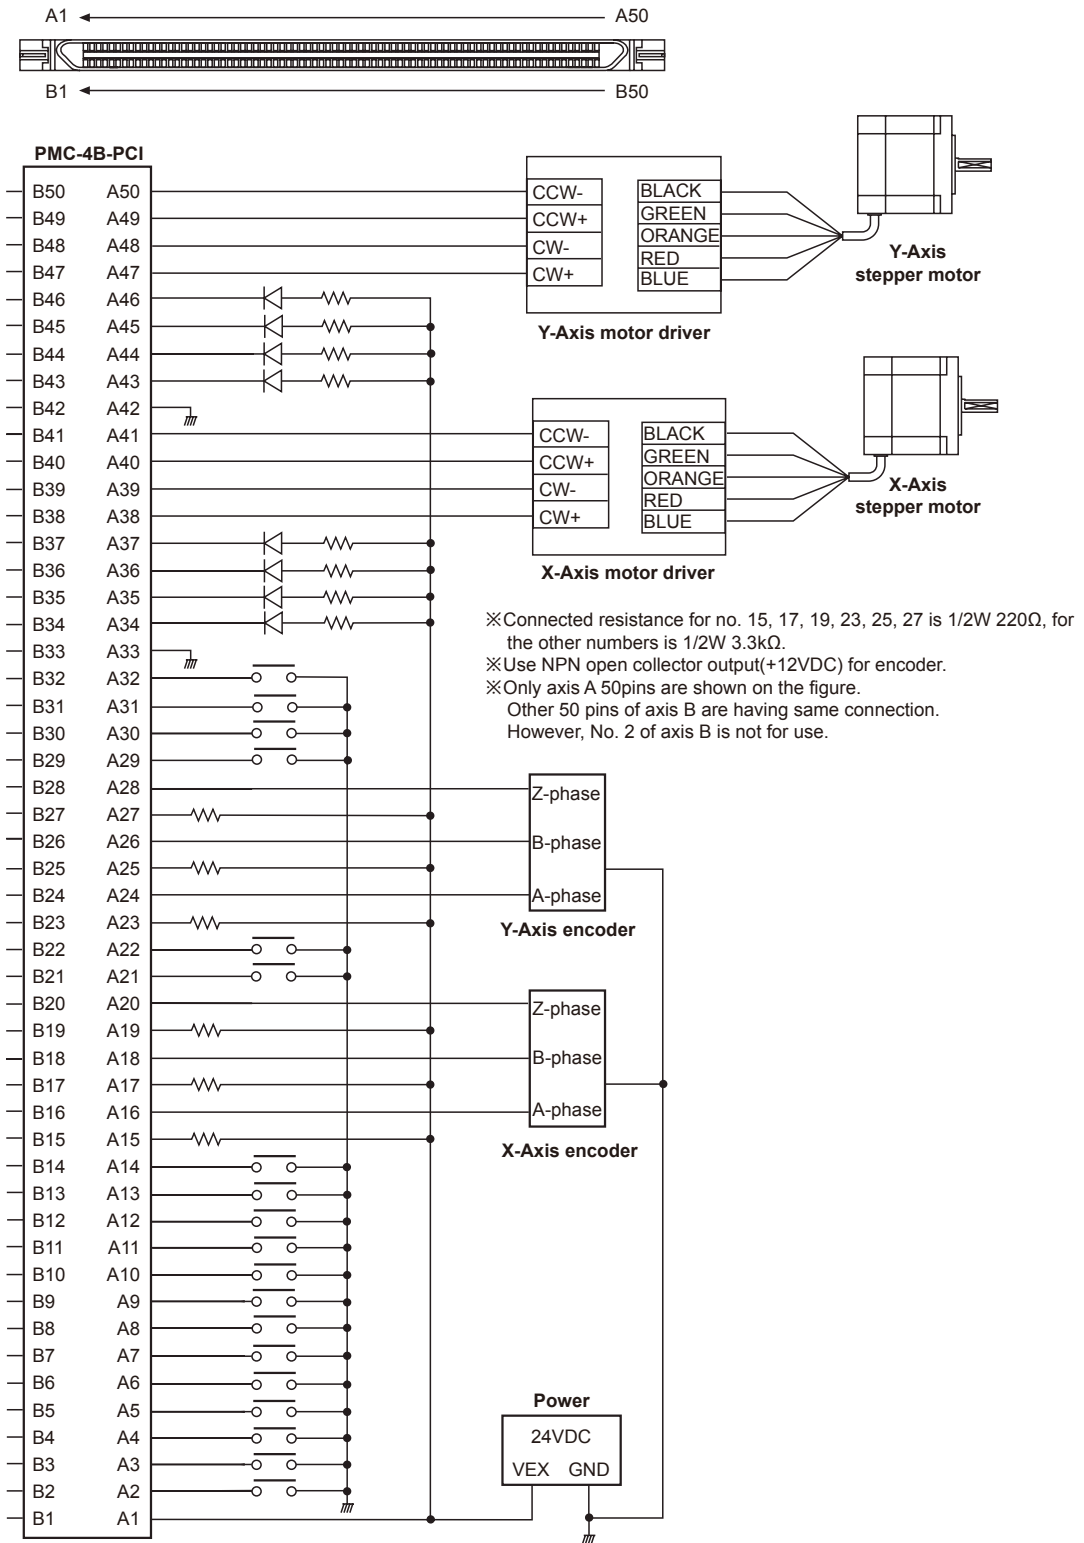 A1 A50
B1 B50
PMC-4B-PCI
B50 A50
B49 A49
B48 A48
B47 A47
B46 A46
B45 A45
B44 A44
B43 A43
B42 A42
B41 A41
B40 A40
B39 A39
B38 A38
B37 A37
B36 A36
B35 A35
B34 A34
B33 A33
B32 A32
B31 A31
B30 A30
B29 A29
B28 A28
B27 A27
B26 A26
B25 A25
B24 A24
B23 A23
B22 A22
B21 A21
B20 A20
B19 A19
B18 A18
B17 A17
B16 A16
B15 A15
B14 A14
B13 A13
B12 A12
B11 A11
B10 A10
B9 A9
B8 A8
B7 A7
B6 A6
B5 A5
B4 A4
B3 A3
B2 A2
B1 A1
CCW- BLACK
CCW+ GREEN
CW- ORANGE
CW+ RED
BLUE
Y-Axis motor driver
Y-Axis
stepper motor
CCW- BLACK
CCW+ GREEN
CW- ORANGE
CW+ RED
BLUE
X-Axis motor driver
X-Axis
stepper motor
※Connected resistance for no. 15, 17, 19, 23, 25, 27 is 1/2W 220Ω, for
the other numbers is 1/2W 3.3kΩ.
※Use NPN open collector output(+12VDC) for encoder.
※Only axis A 50pins are shown on the figure.
Other 50 pins of axis B are having same connection.
However, No. 2 of axis B is not for use.
Z-phase
B-phase
A-phase
Y-Axis encoder
Z-phase
B-phase
A-phase
X-Axis encoder
Power
24VDC
VEX GND